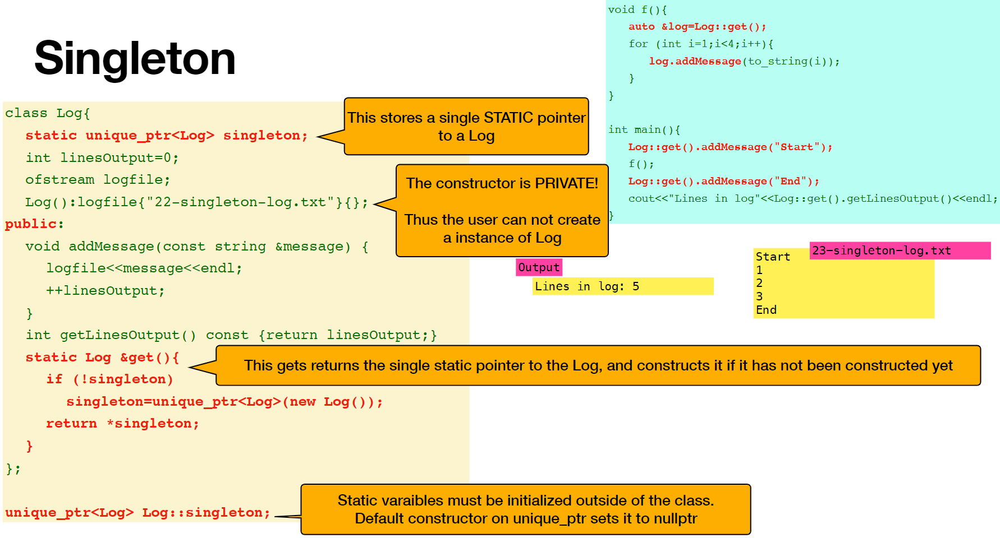 Singleton
class Log{
static unique_ptr<Log> singleton;
int linesOutput=0;
ofstream logfile;
Log():logfile{"22-singleton-log.txt"}{};
public:
void addMessage(const string &message) {
logfile<<message<<endl;
++linesOutput;
}
int getLinesOutput() const {return linesOutput;}
static Log &get(){
if (!singleton)
singleton=unique_ptr<Log>(new Log());
return *singleton;
}
};
unique_ptr<Log> Log::singleton;
This stores a single STATIC pointer
to a Log
The constructor is PRIVATE!
Thus the user can not create
a instance of Log
This gets returns the single static pointer to the Log, and constructs it if it has not been constructed yet
Static varaibles must be initialized outside of the class.
Default constructor on unique_ptr sets it to nullptr
void f(){
auto &log=Log::get();
for (int i=1;i<4;i++){
log.addMessage(to_string(i));
}
}
int main(){
Log::get().addMessage("Start");
f();
Log::get().addMessage("End");
cout<<"Lines in log"<<Log::get().getLinesOutput()<<endl;
}
Output
Lines in log: 5
23-singleton-log.txt
Start
1
2
3
End